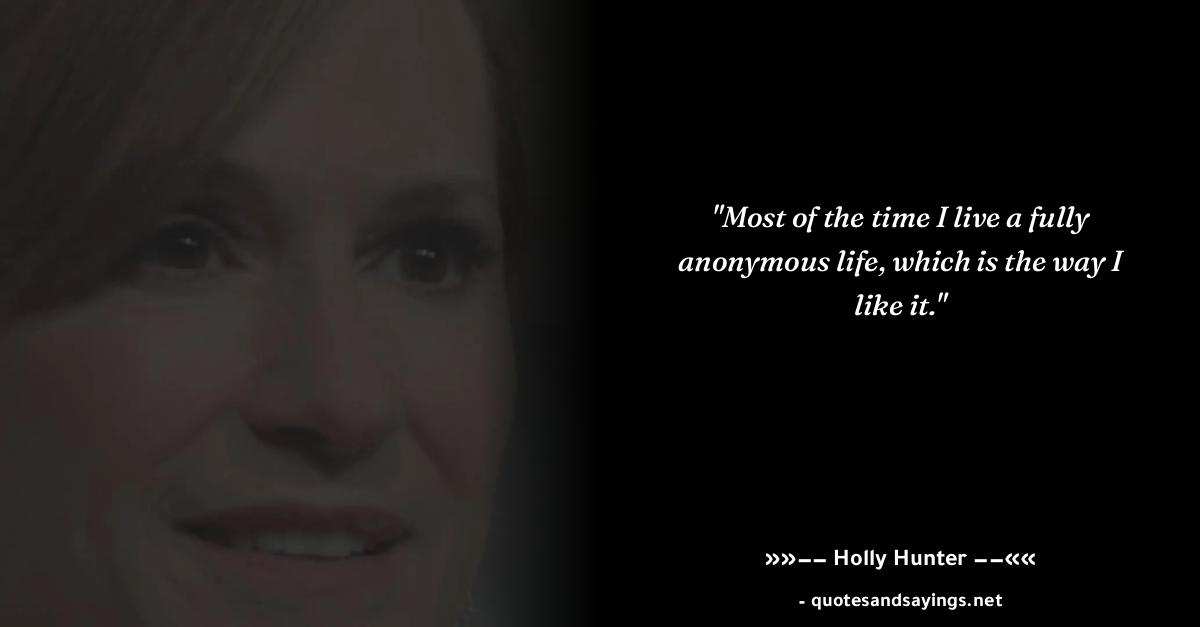 "Most of the time I live a fully
anonymous life, which is the way I
like it."
»»−− Holly Hunter −−««
- quotesandsayings.net